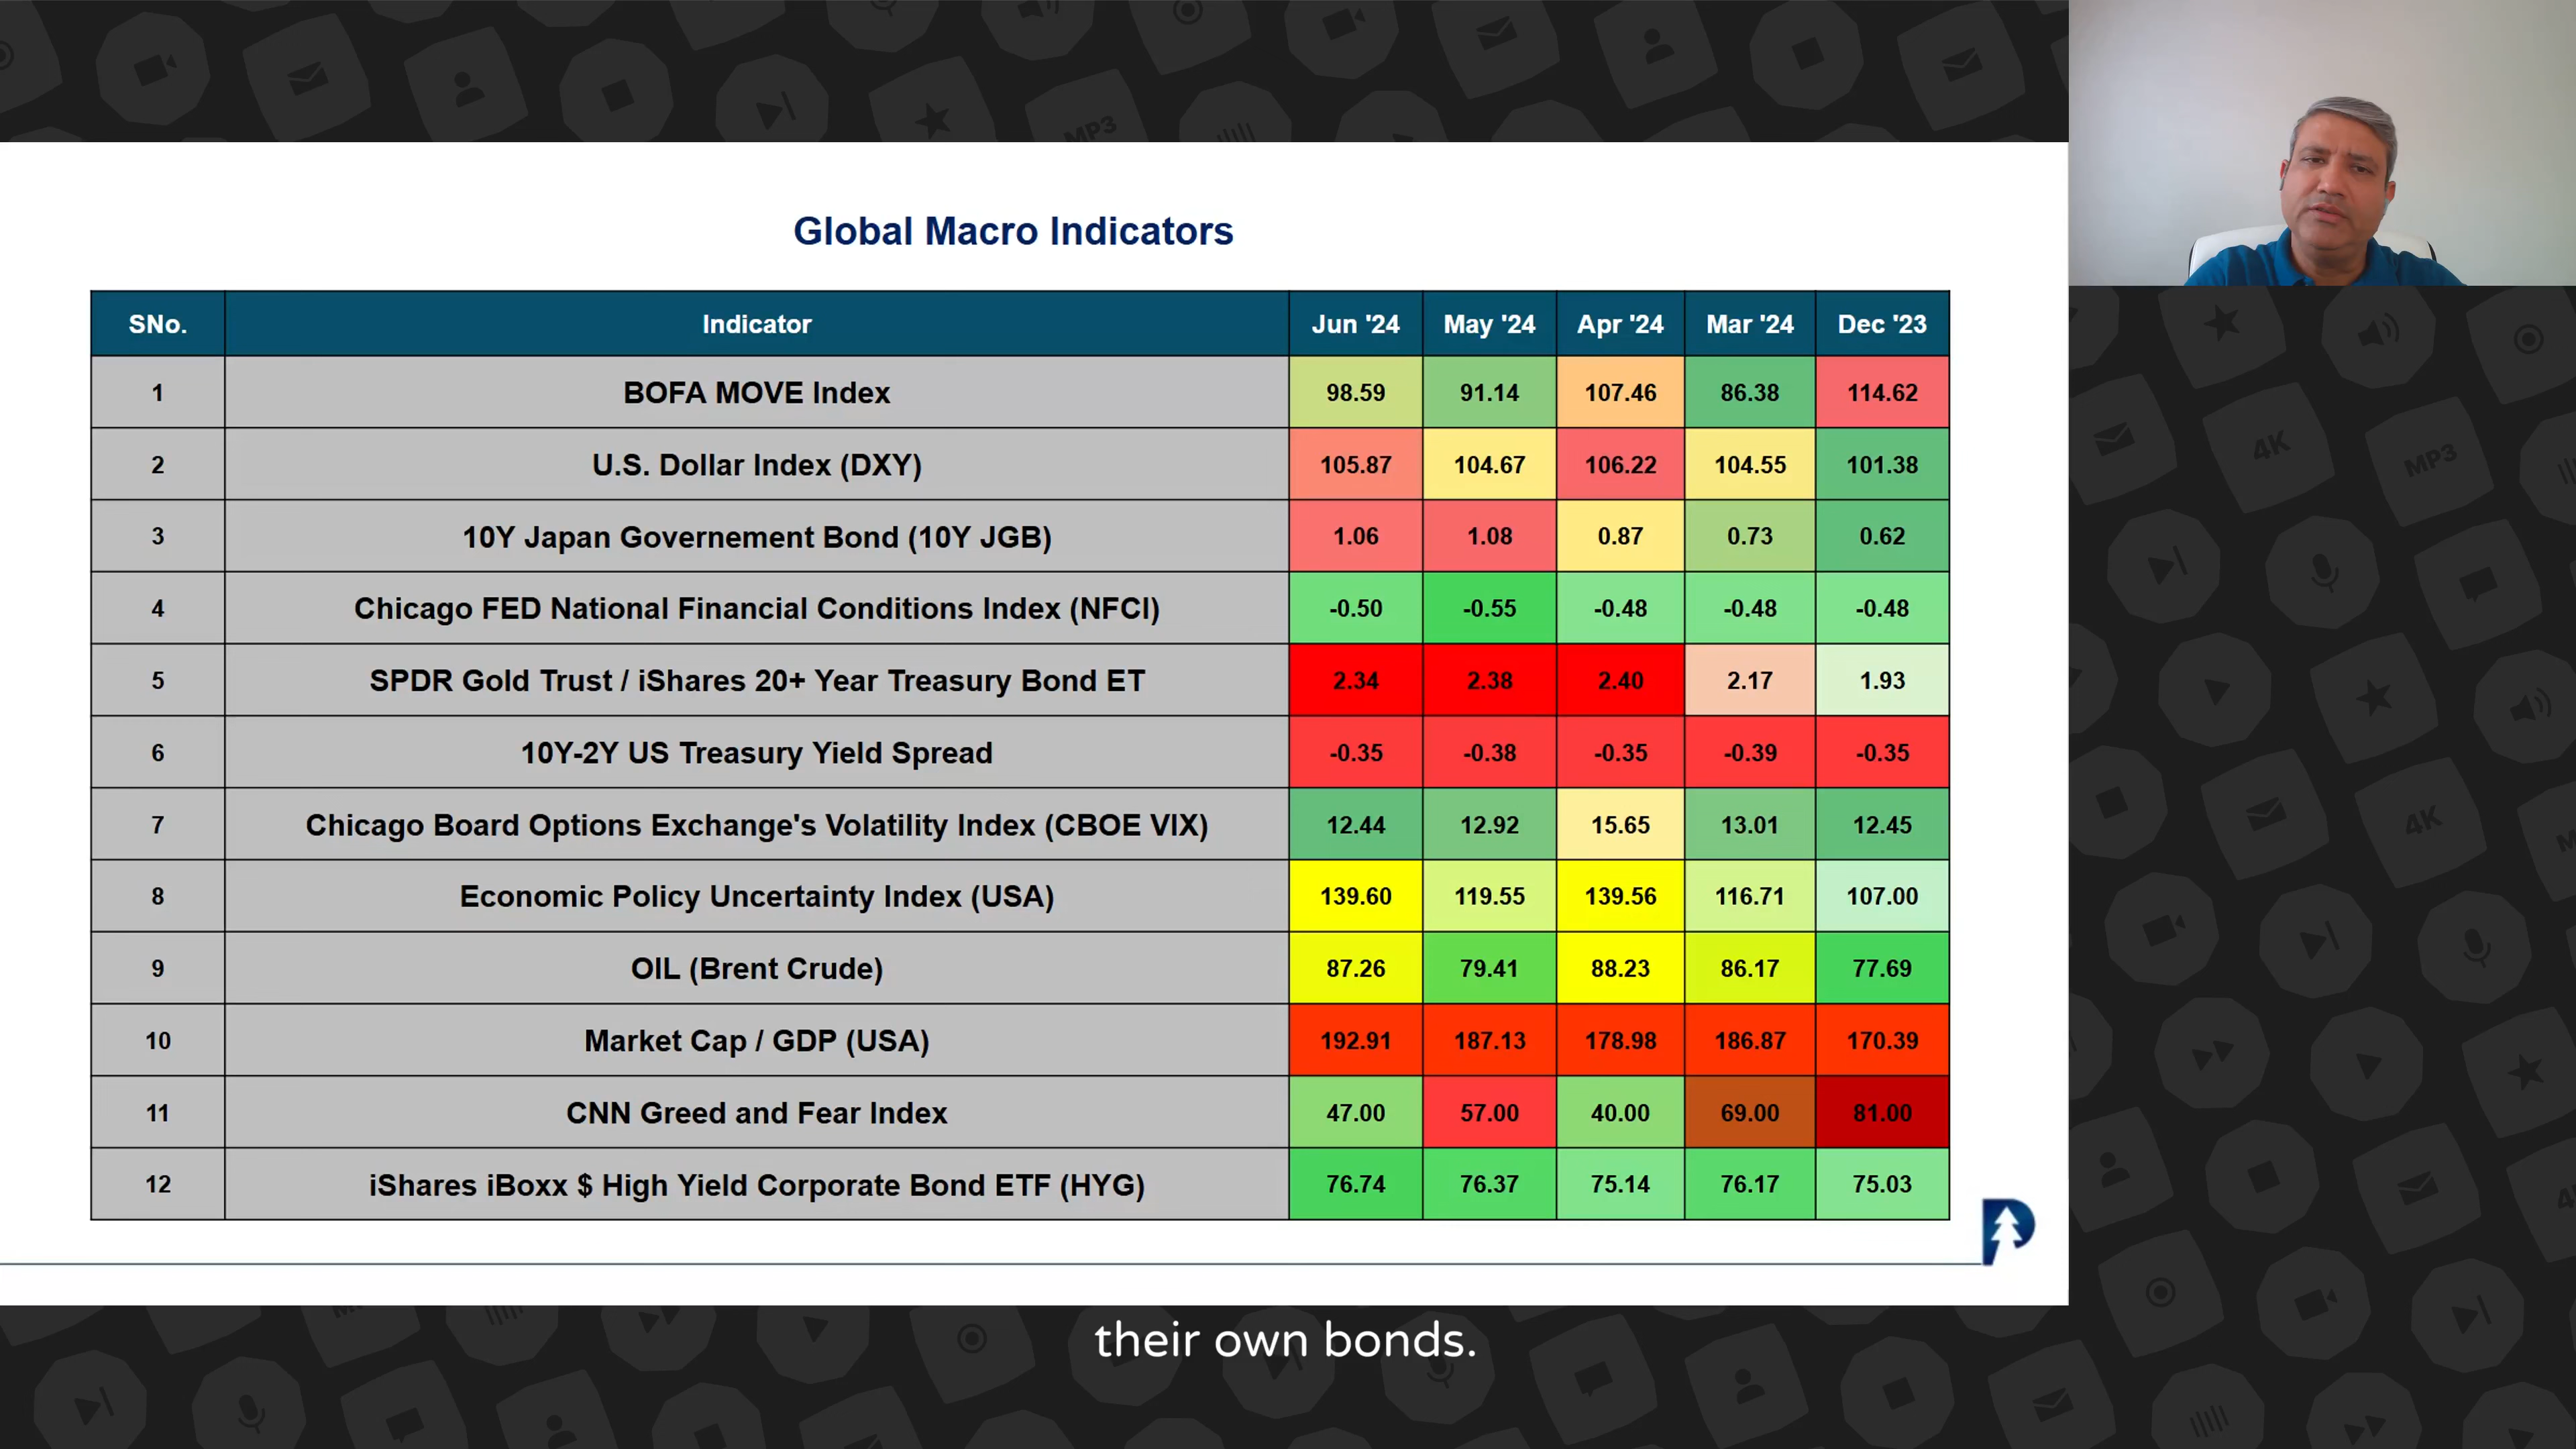 Global Macro Indicators
SNo. Indicator Jun '24 May '24 Apr '24 Mar '24 Dec '23
1 BOFA MOVE Index 98.59 91.14 107.46 86.38 114.62
2 U.S. Dollar Index (DXY) 105.87 104.67 106.22 104.55 101.38
3 10Y Japan Governement Bond (10Y JGB) 1.06 1.08 0.87 0.73 0.62
4 Chicago FED National Financial Conditions Index (NFCI) -0.50 -0.55 -0.48 -0.48 -0.48
5 SPDR Gold Trust / iShares 20+ Year Treasury Bond ET 2.34 2.38 2.40 2.17 1.93
6 10Y-2Y US Treasury Yield Spread -0.35 -0.38 -0.35 -0.39 -0.35
7 Chicago Board Options Exchange's Volatility Index (CBOE VIX) 12.44 12.92 15.65 13.01 12.45
8 Economic Policy Uncertainty Index (USA) 139.60 119.55 139.56 116.71 107.00
9 OIL (Brent Crude) 87.26 79.41 88.23 86.17 77.69
10 Market Cap / GDP (USA) 192.91 187.13 178.98 186.87 170.39
11 CNN Greed and Fear Index 47.00 57.00 40.00 69.00 81.00
12 iShares iBoxx $ High Yield Corporate Bond ETF (HYG) 76.74 76.37 75.14 76.17 75.03
their own bonds.
MP3
4K
MP3
4K